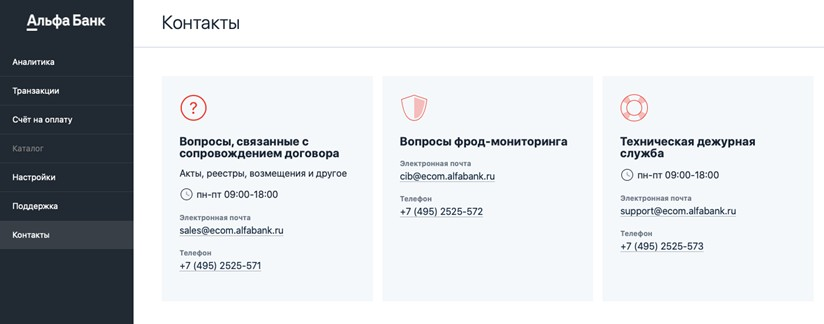 Альфа Банк
Аналитика
Транзакции
Счёт на оплату
Каталог
Настройки
Поддержка
Контакты
Контакты
?
Вопросы, связанные с
сопровождением договора
Акты, реестры, возмещения и другое
пн-пт 09:00-18:00
Электронная почта
sales@ecom.alfabank.ru
Телефон
+7 (495) 2525-571
Вопросы фрод-мониторинга
Электронная почта
cib@ecom.alfabank.ru
Телефон
+7 (495) 2525-572
Техническая дежурная
служба
пн-пт 09:00-18:00
Электронная почта
support@ecom.alfabank.ru
Телефон
+7 (495) 2525-573